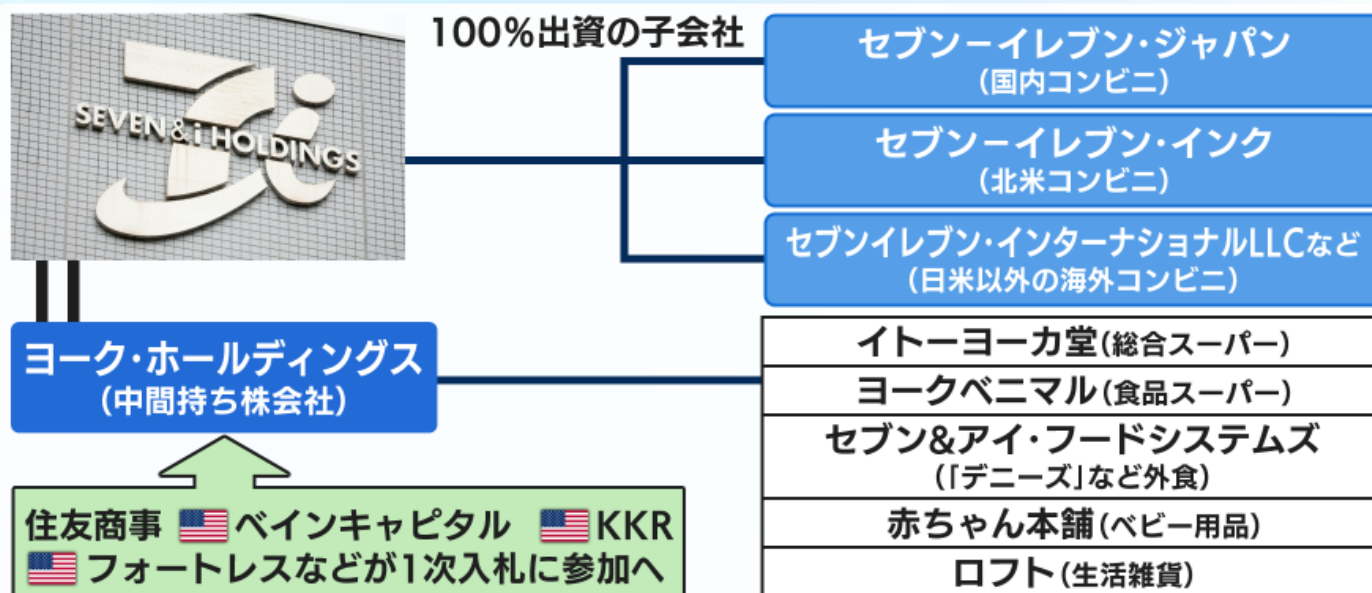 100%出資の子会社
SEVEN&i HOLDINGS
セブン－イレブン・ジャパン
(国内コンビニ)
セブン－イレブン・インク
(北米コンビニ)
セブンイレブン・インターナショナルLLCなど
(日米以外の海外コンビニ)
ヨーク・ホールディングス
(中間持ち株会社)
イトーヨーカ堂(総合スーパー)
ヨークベニマル(食品スーパー)
セブン&アイ・フードシステムズ
(「デニーズ」など外食)
赤ちゃん本舗(ベビー用品)
ロフト(生活雑貨)
住友商事 ベインキャピタル KKR
フォートレスなどが1次入札に参加へ